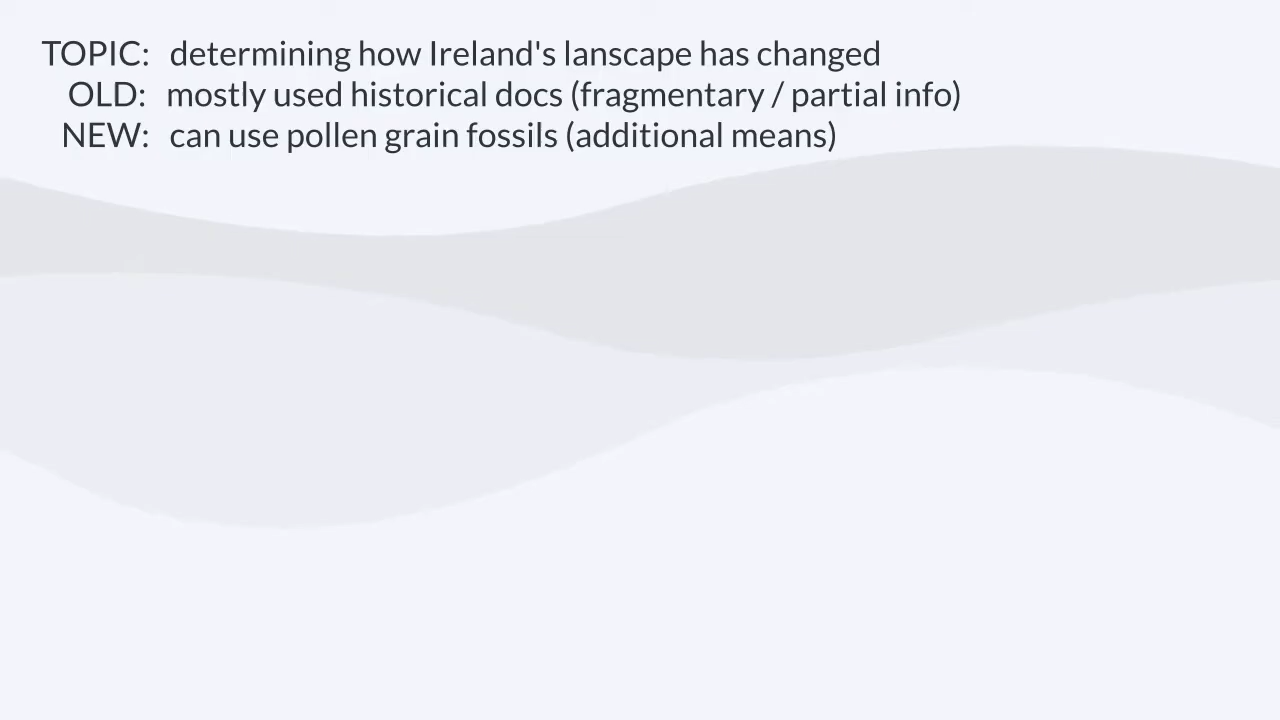 TOPIC: determining how Ireland's lanscape has changed
OLD: mostly used historical docs (fragmentary / partial info)
NEW: can use pollen grain fossils (additional means)